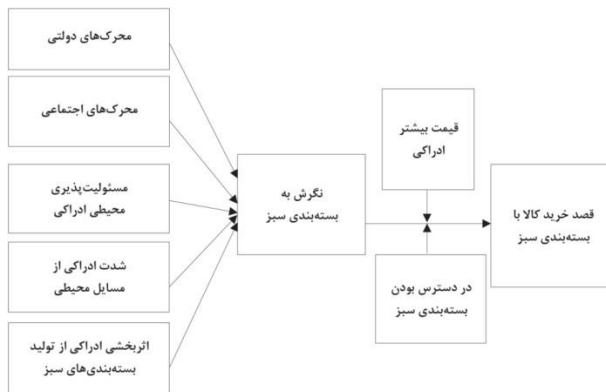 محرک‌های دولتی
محرک‌های اجتماعی
مسئولیت‌پذیری
محیطی ادراکی
شدت ادراکی از
مسایل محیطی
اثربخشی ادراکی از تولید
بسته‌بندی‌های سبز
نگرش به
بسته‌بندی سبز
قیمت بیشتر
ادراکی
در دسترس بودن
بسته‌بندی سبز
قصد خرید کالا با
بسته‌بندی سبز